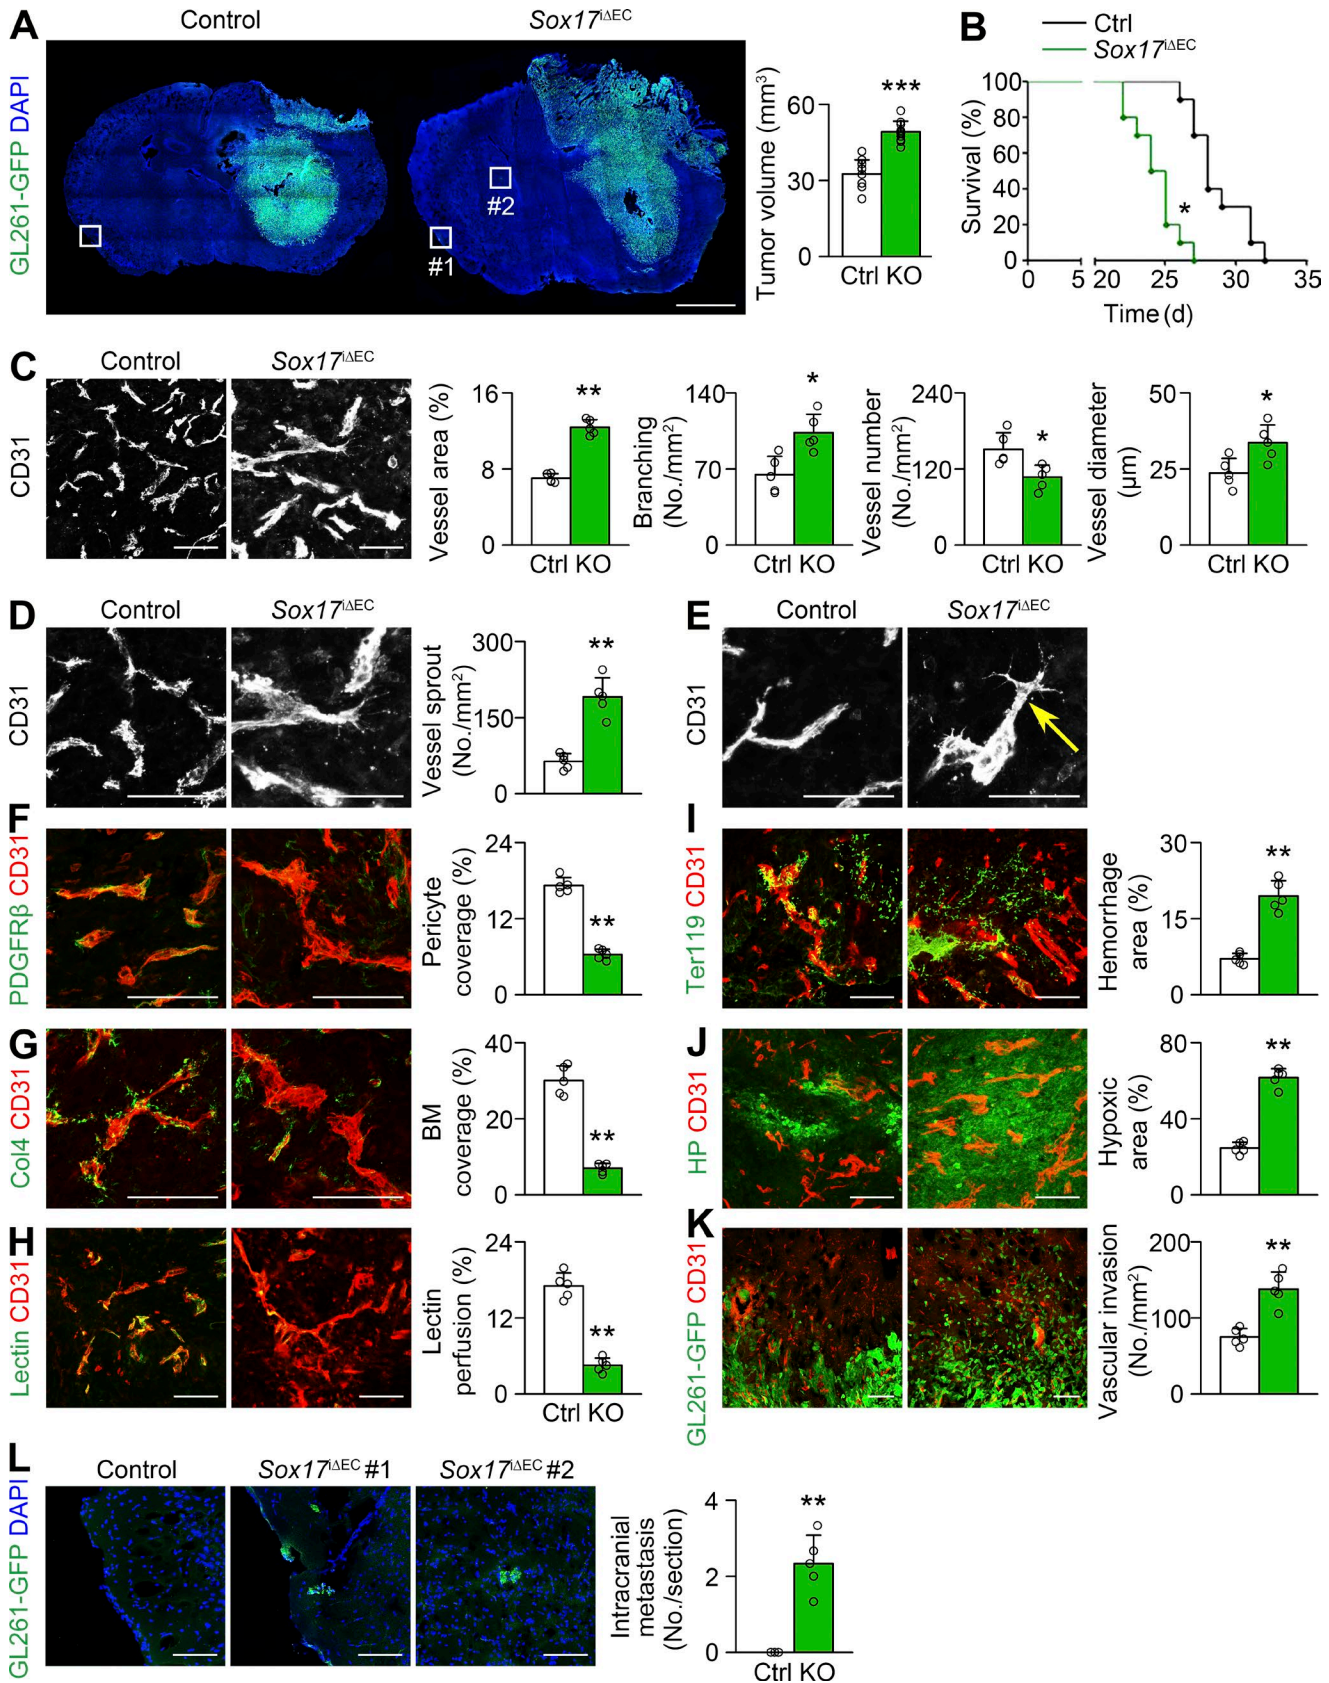 A
Control
Sox17iΔEC
GL261-GFP DAPI
#1
#2
Tumor volume (mm3)
60
30
0
***
Ctrl KO
B
Ctrl
Sox17iΔEC
Survival (%)
100
80
60
40
20
0
*
0 5 20 25 30 35
Time (d)
C
Control
Sox17iΔEC
CD31
Vessel area (%)
16
8
0
**
Ctrl KO
Branching
(No./mm2)
140
70
0
*
Ctrl KO
Vessel number
(No./mm2)
240
120
0
*
Ctrl KO
Vessel diameter
(µm)
50
25
0
*
Ctrl KO
D
Control
Sox17iΔEC
CD31
Vessel sprout
(No./mm2)
300
150
0
**
E
Control
Sox17iΔEC
CD31
F
PDGFRβ CD31
Pericyte
coverage (%)
24
12
0
**
G
Col4 CD31
BM
coverage (%)
40
20
0
**
H
Lectin CD31
Lectin
perfusion (%)
24
12
0
**
Ctrl KO
I
Ter119 CD31
Hemorrhage
area (%)
30
15
0
**
J
HP CD31
Hypoxic
area (%)
80
40
0
**
K
GL261-GFP CD31
Vascular invasion
(No./mm2)
200
100
0
**
L
Control
Sox17iΔEC #1
Sox17iΔEC #2
GL261-GFP DAPI
Intracranial
metastasis
(No./section)
4
2
0
**
Ctrl KO